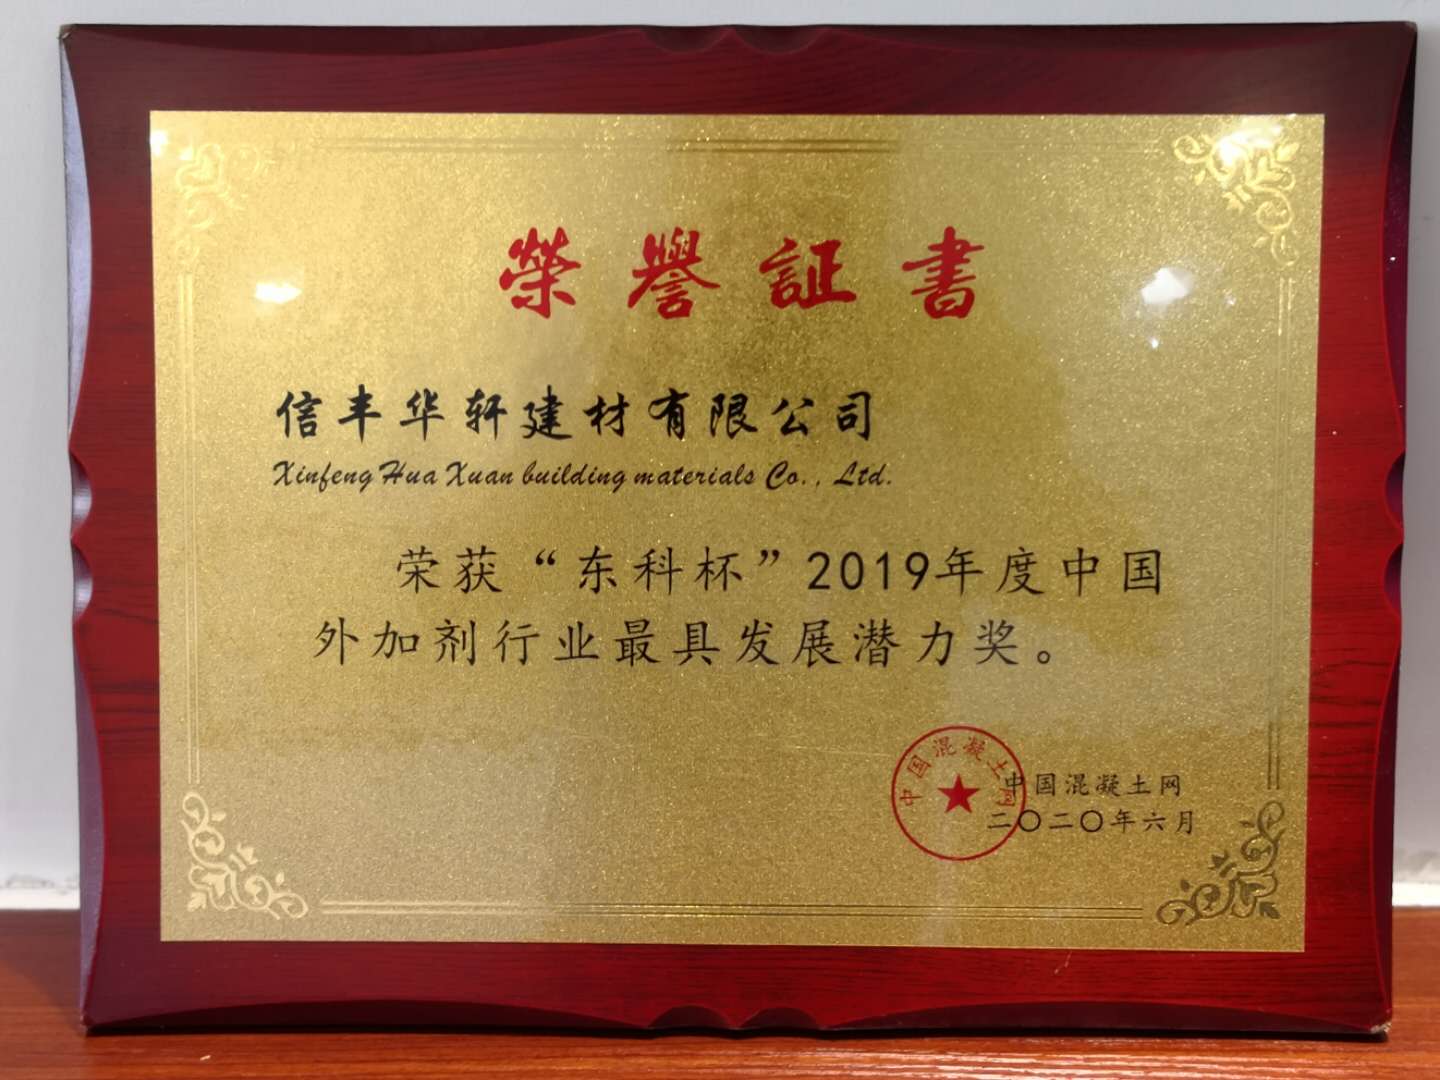 榮譽証書
信丰华轩建材有限公司
Xinfeng Hua Xuan building materials Co., Ltd.
荣获“东科杯”2019年度中国
外加剂行业最具发展潜力奖。
中国混凝土网
中国混凝土网
二〇二〇年六月